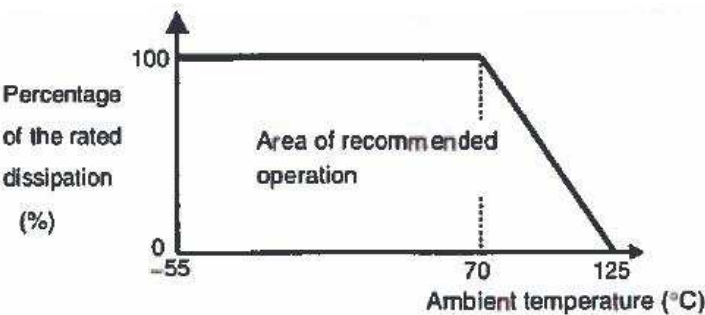 100
Percentage
of the rated
dissipation
(%)
Area of recommended
operation
0
-55
70
125
Ambient temperature (°C)